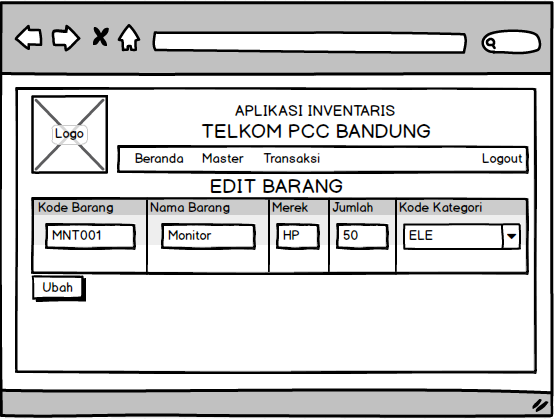 Logo
APLIKASI INVENTARIS
TELKOM PCC BANDUNG
Beranda Master Transaksi Logout
EDIT BARANG
Kode Barang Nama Barang Merek Jumlah Kode Kategori
MNT001 Monitor HP 50 ELE
Ubah